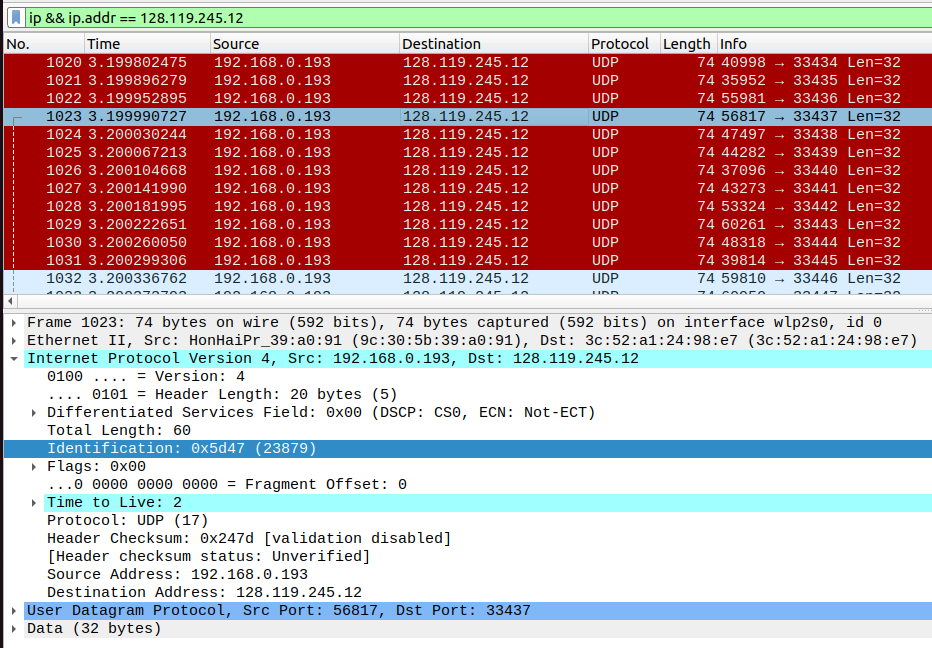 ip && ip.addr == 128.119.245.12
No. Time Source Destination Protocol Length Info
1020 3.199802475 192.168.0.193 128.119.245.12 UDP 74 40998 → 33434 Len=32
1021 3.199896279 192.168.0.193 128.119.245.12 UDP 74 35952 → 33435 Len=32
1022 3.199952895 192.168.0.193 128.119.245.12 UDP 74 55981 → 33436 Len=32
1023 3.199990727 192.168.0.193 128.119.245.12 UDP 74 56817 → 33437 Len=32
1024 3.200030244 192.168.0.193 128.119.245.12 UDP 74 47497 → 33438 Len=32
1025 3.200067213 192.168.0.193 128.119.245.12 UDP 74 44282 → 33439 Len=32
1026 3.200104668 192.168.0.193 128.119.245.12 UDP 74 37096 → 33440 Len=32
1027 3.200141990 192.168.0.193 128.119.245.12 UDP 74 43273 → 33441 Len=32
1028 3.200181995 192.168.0.193 128.119.245.12 UDP 74 53324 → 33442 Len=32
1029 3.200222651 192.168.0.193 128.119.245.12 UDP 74 60261 → 33443 Len=32
1030 3.200260050 192.168.0.193 128.119.245.12 UDP 74 48318 → 33444 Len=32
1031 3.200299306 192.168.0.193 128.119.245.12 UDP 74 39814 → 33445 Len=32
1032 3.200336762 192.168.0.193 128.119.245.12 UDP 74 59810 → 33446 Len=32
Frame 1023: 74 bytes on wire (592 bits), 74 bytes captured (592 bits) on interface wlp2s0, id 0
Ethernet II, Src: HonHaiPr_39:a0:91 (9c:30:5b:39:a0:91), Dst: 3c:52:a1:24:98:e7 (3c:52:a1:24:98:e7)
Internet Protocol Version 4, Src: 192.168.0.193, Dst: 128.119.245.12
0100 .... = Version: 4
.... 0101 = Header Length: 20 bytes (5)
Differentiated Services Field: 0x00 (DSCP: CS0, ECN: Not-ECT)
Total Length: 60
Identification: 0x5d47 (23879)
Flags: 0x00
...0 0000 0000 0000 = Fragment Offset: 0
Time to Live: 2
Protocol: UDP (17)
Header Checksum: 0x247d [validation disabled]
[Header checksum status: Unverified]
Source Address: 192.168.0.193
Destination Address: 128.119.245.12
User Datagram Protocol, Src Port: 56817, Dst Port: 33437
Data (32 bytes)